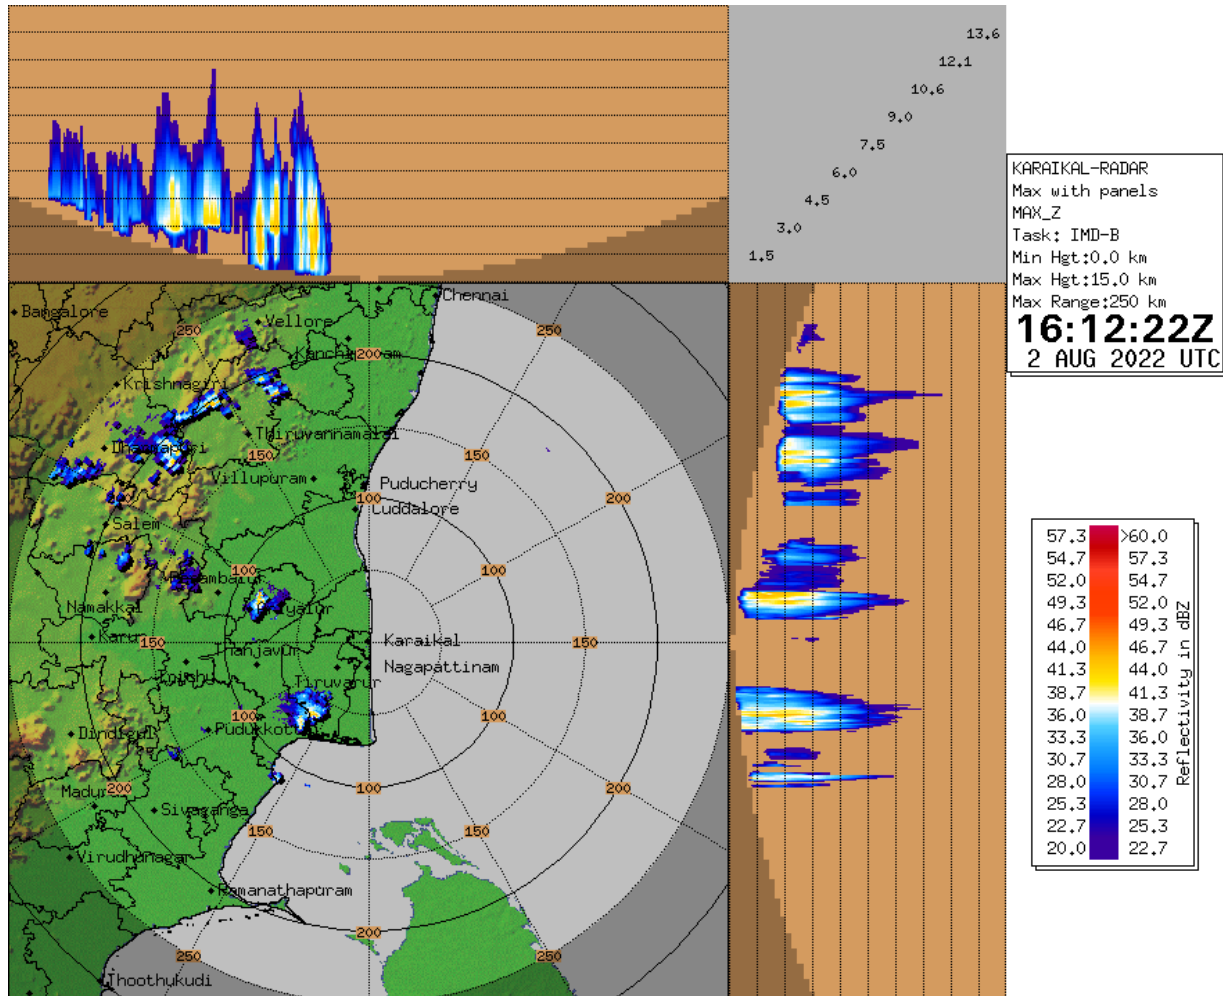 13.6
12.1
10.6
9.0
7.5
6.0
4.5
3.0
1.5
KARAIKAL-RADAR
Max with panels
MAX_Z
Task: IMD-B
Min Hgt:0.0 km
Max Hgt:15.0 km
Max Range:250 km
16:12:22Z
2 AUG 2022 UTC
Chennai
Bangalore
Vellore
250
250
200
Krishnagiri
Thiruvannamalai
150
150
Villupuram
Puducherry
Cuddalore
100
200
200
Salem
100
100
Namakkal
Karur
150
Karaikal
150
Thanjavur
Nagapattinam
Tiruvarur
100
100
Dindigul
200
100
200
Sivaganga
150
150
Virudhunagar
Ramanathapuram
200
250
250
Thoothukudi
57.3 >60.0
54.7 57.3
52.0 54.7
49.3 52.0
46.7 49.3
44.0 46.7
41.3 44.0
38.7 41.3
36.0 38.7
33.3 36.0
30.7 33.3
28.0 30.7
25.3 28.0
22.7 25.3
20.0 22.7
Reflectivity in dBZ